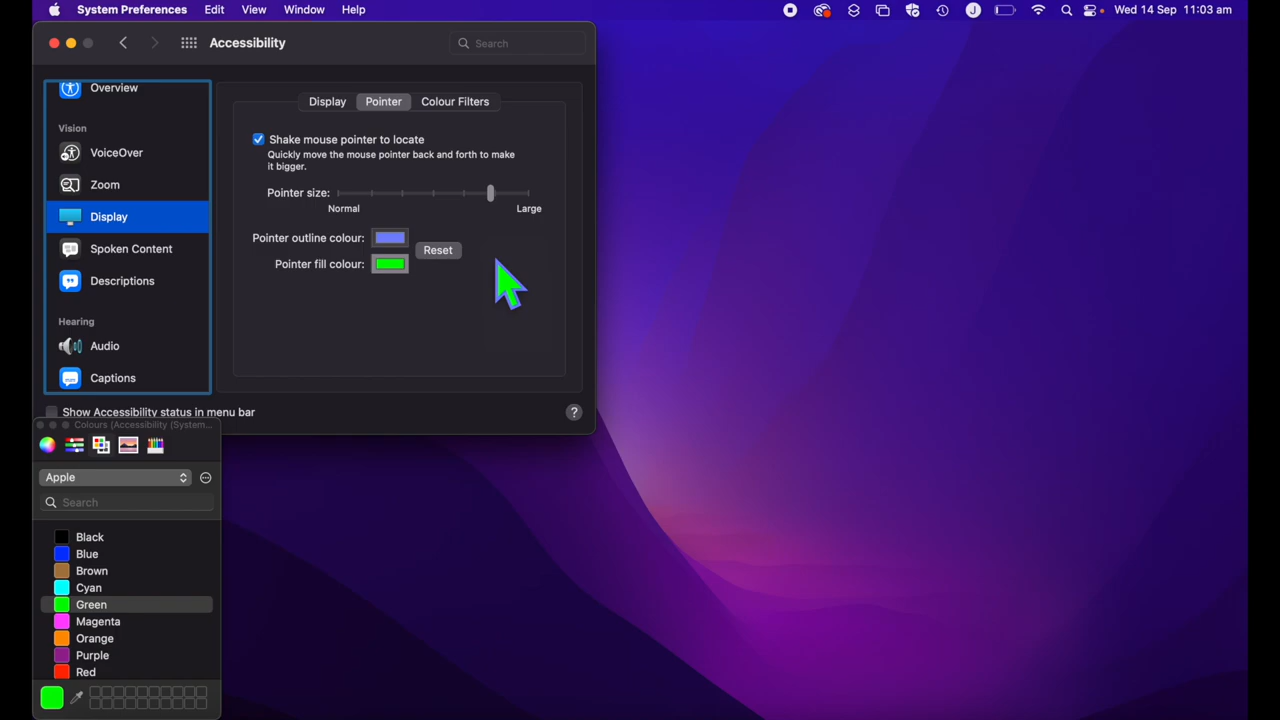 System Preferences Edit View Window Help
J Wed 14 Sep 11:03 am
Accessibility
Search
Overview
Vision
VoiceOver
Zoom
Display
Spoken Content
Descriptions
Hearing
Audio
Captions
Display Pointer Colour Filters
Shake mouse pointer to locate
Quickly move the mouse pointer back and forth to make
it bigger.
Pointer size:
Normal Large
Pointer outline colour:
Reset
Pointer fill colour:
Show Accessibility status in menu bar
?
Colours (Accessibility (System...
Apple
Search
Black
Blue
Brown
Cyan
Green
Magenta
Orange
Purple
Red